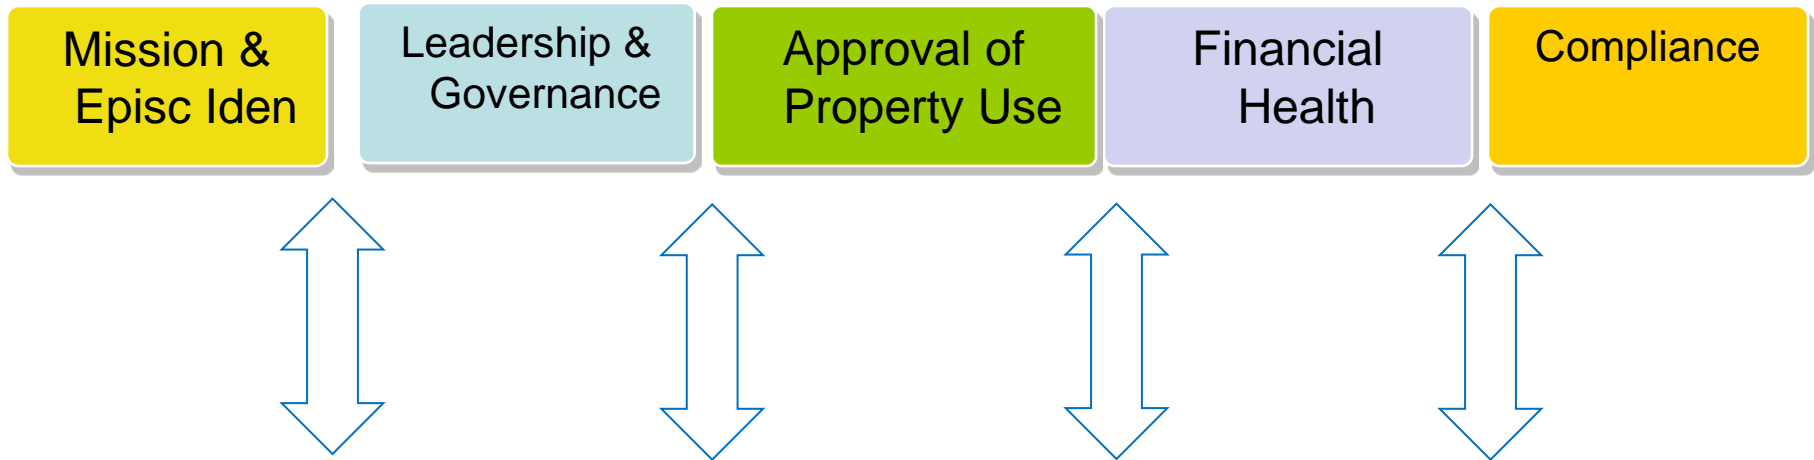 Mission &
Episc Iden
Leadership &
Governance
Approval of
Property Use
Financial
Health
Compliance